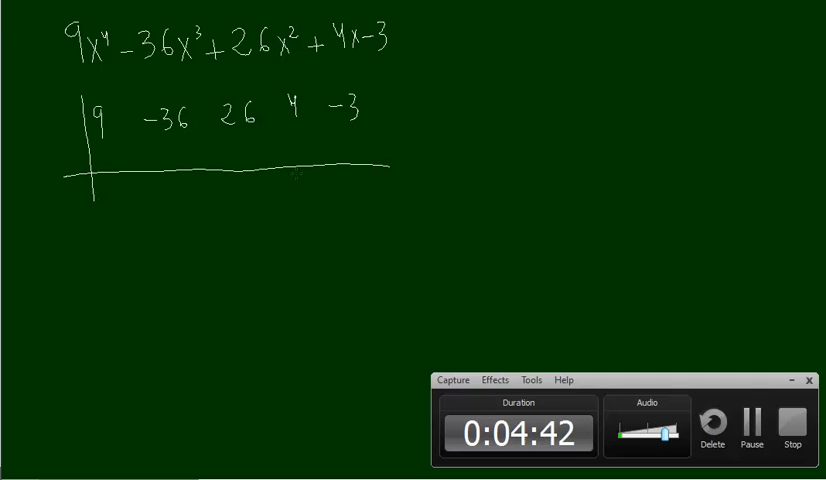 9x⁴ - 36x³ + 26x² + 4x - 3
9 -36 26 4 -3
Capture Effects Tools Help
Duration Audio
0:04:42
Delete Pause Stop